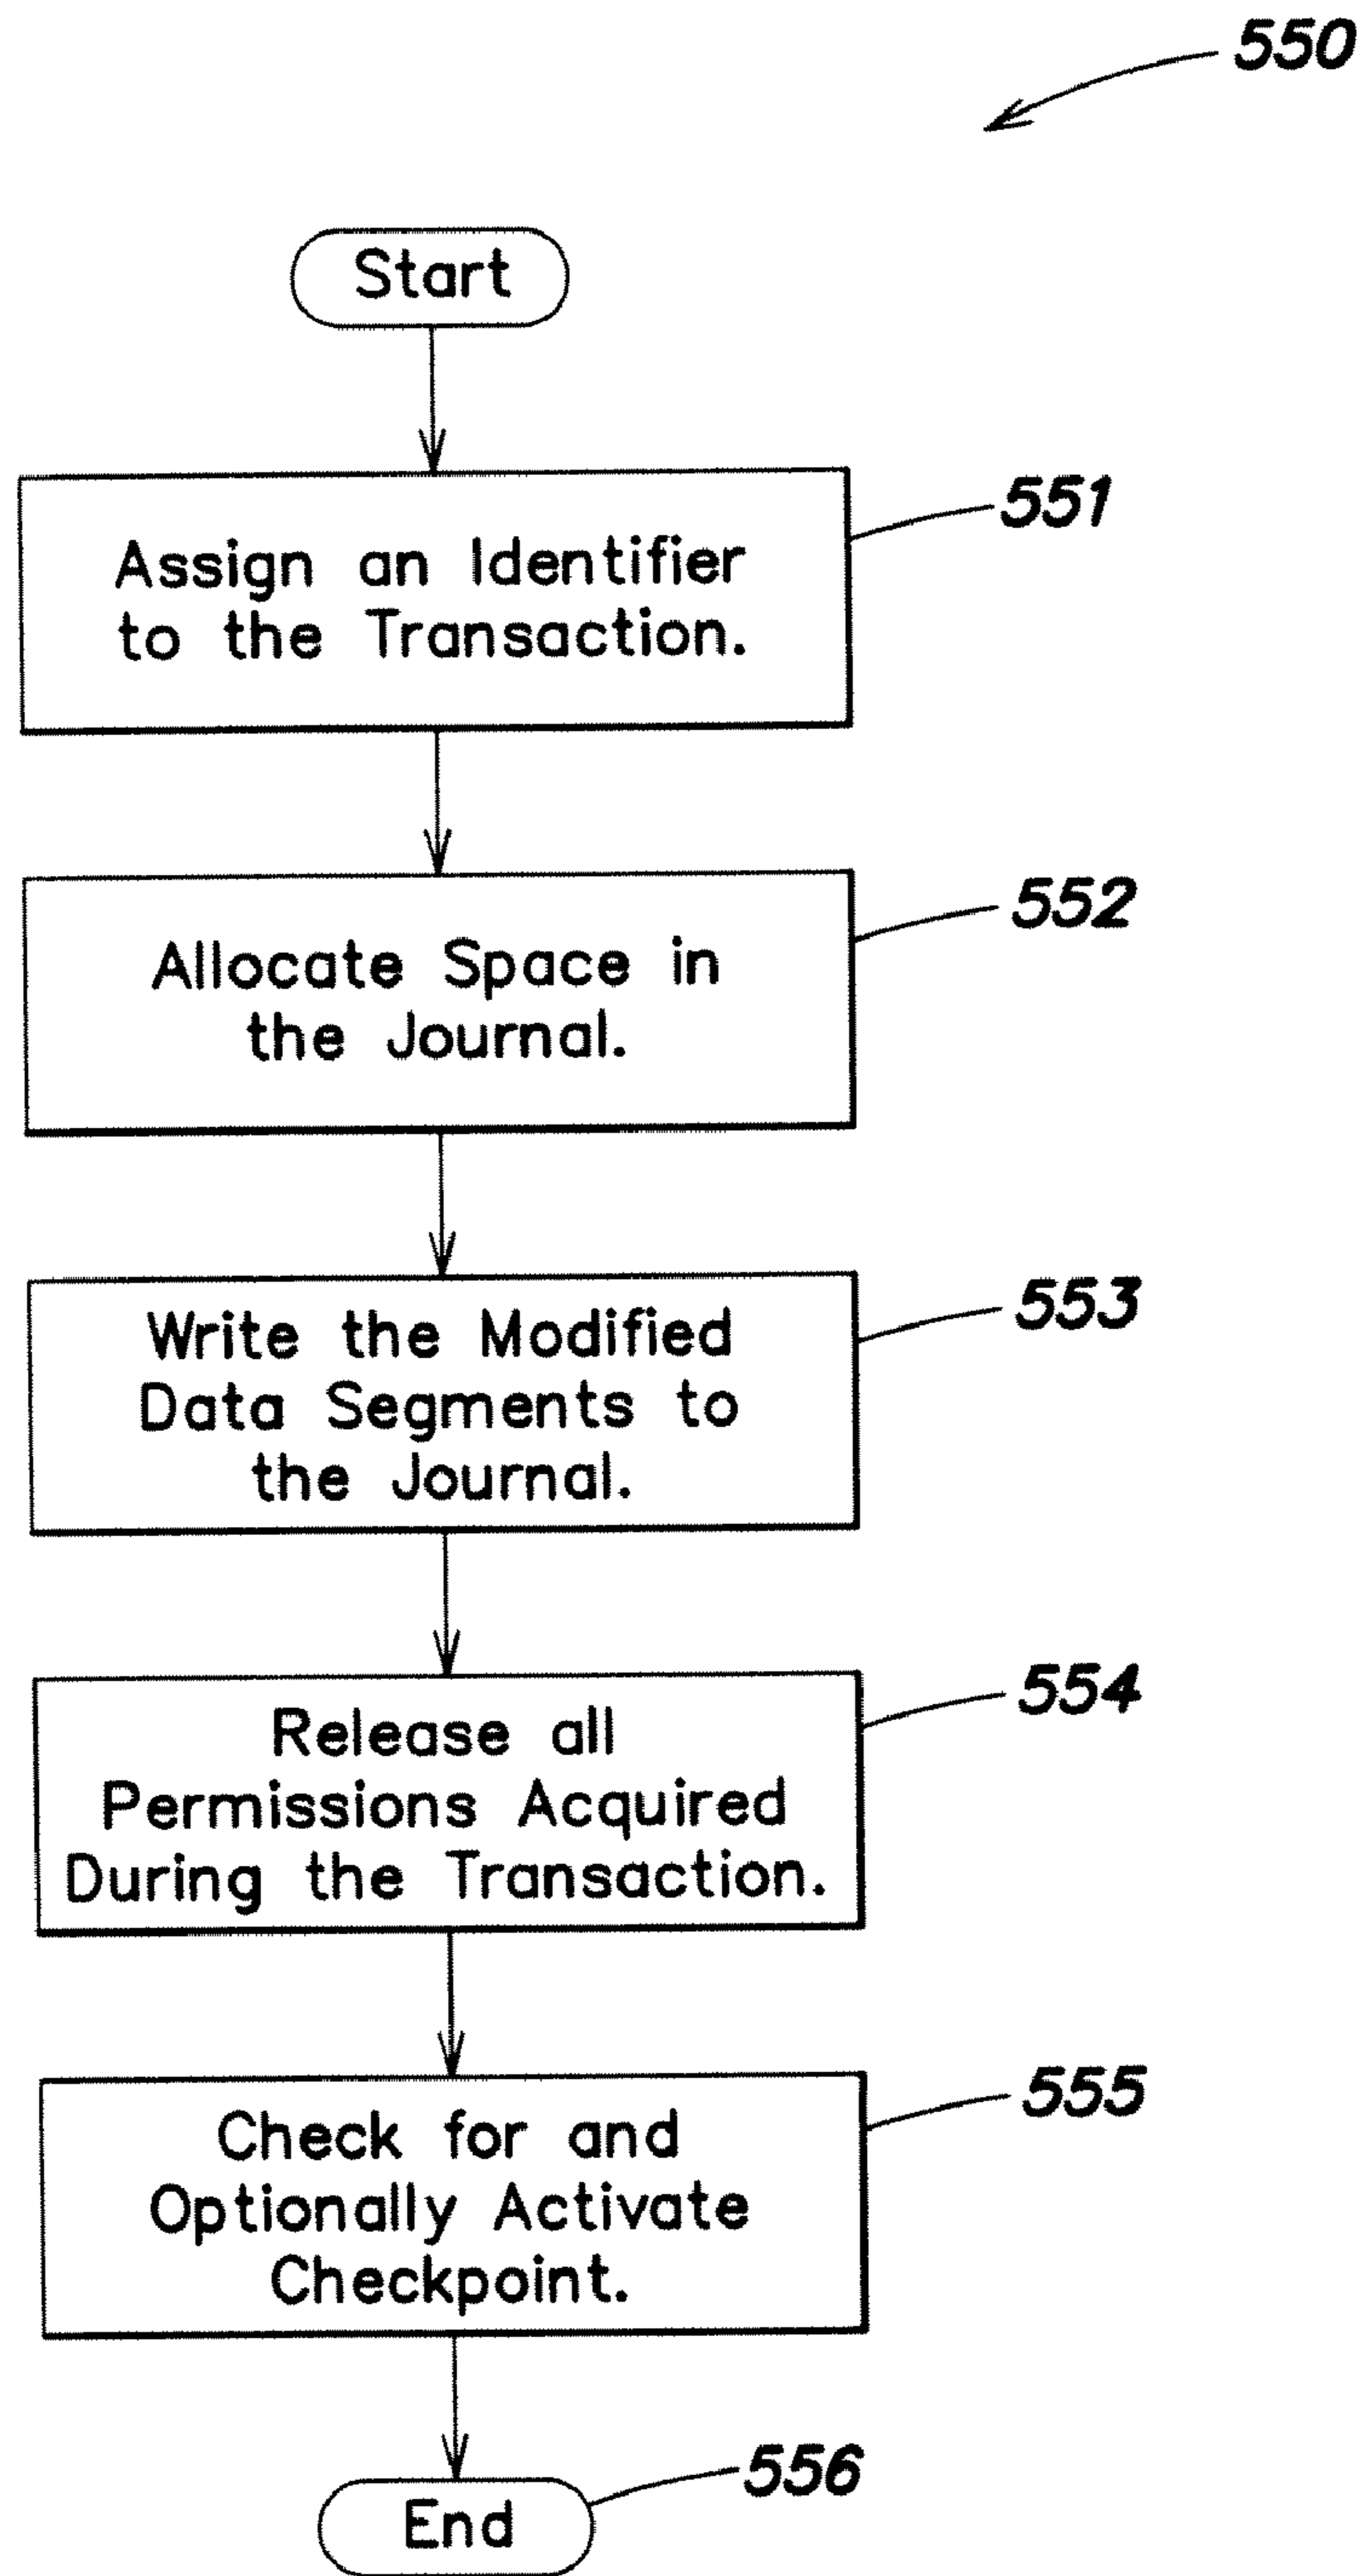 550
Start
551
Assign an Identifier
to the Transaction.
552
Allocate Space in
the Journal.
553
Write the Modified
Data Segments to
the Journal.
554
Release all
Permissions Acquired
During the Transaction.
555
Check for and
Optionally Activate
Checkpoint.
556
End